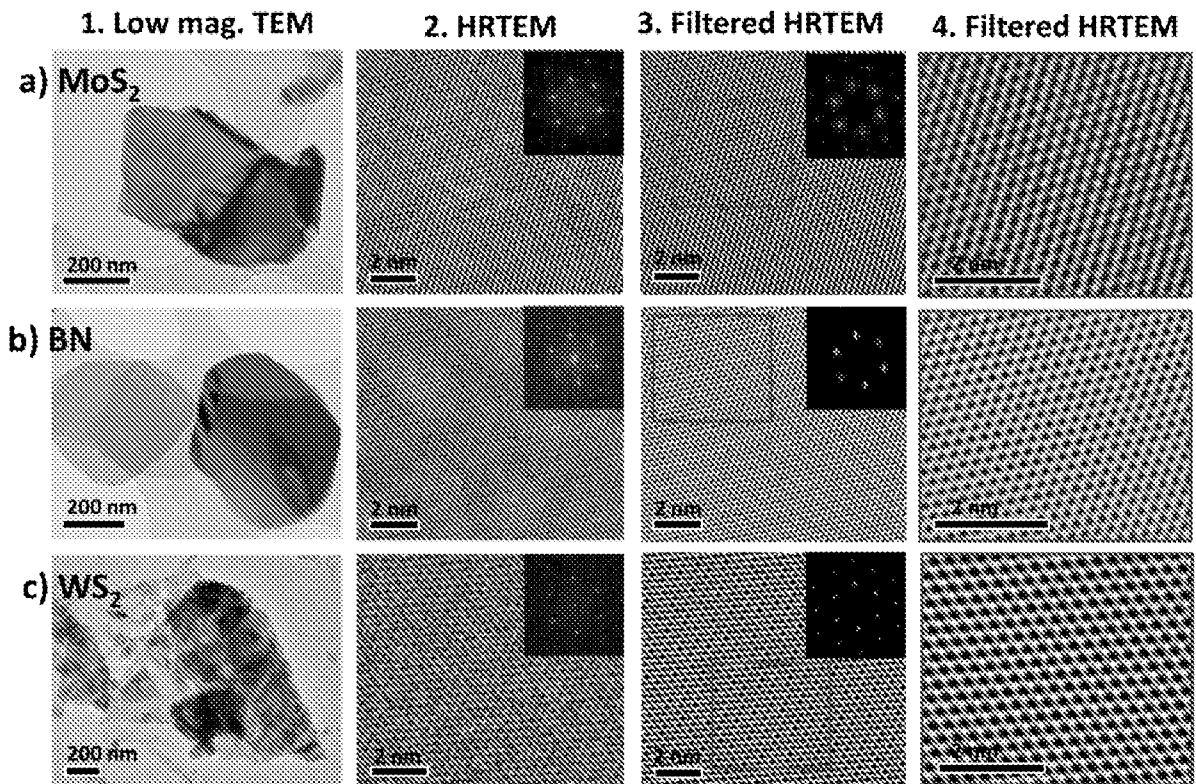 1. Low mag. TEM 2. HRTEM 3. Filtered HRTEM 4. Filtered HRTEM
a) MoS₂
200 nm 2 nm 2 nm 2 nm
b) BN
200 nm 2 nm 2 nm 2 nm
c) WS₂
200 nm 2 nm 2 nm 2 nm